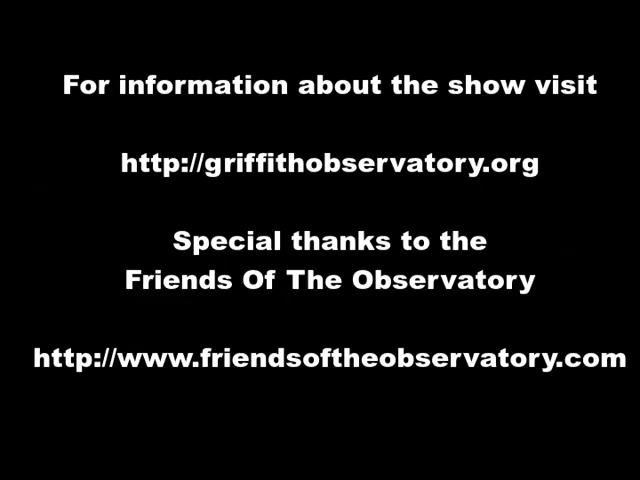 For information about the show visit
http://griffithobservatory.org
Special thanks to the
Friends Of The Observatory
http://www.friendsoftheobservatory.com